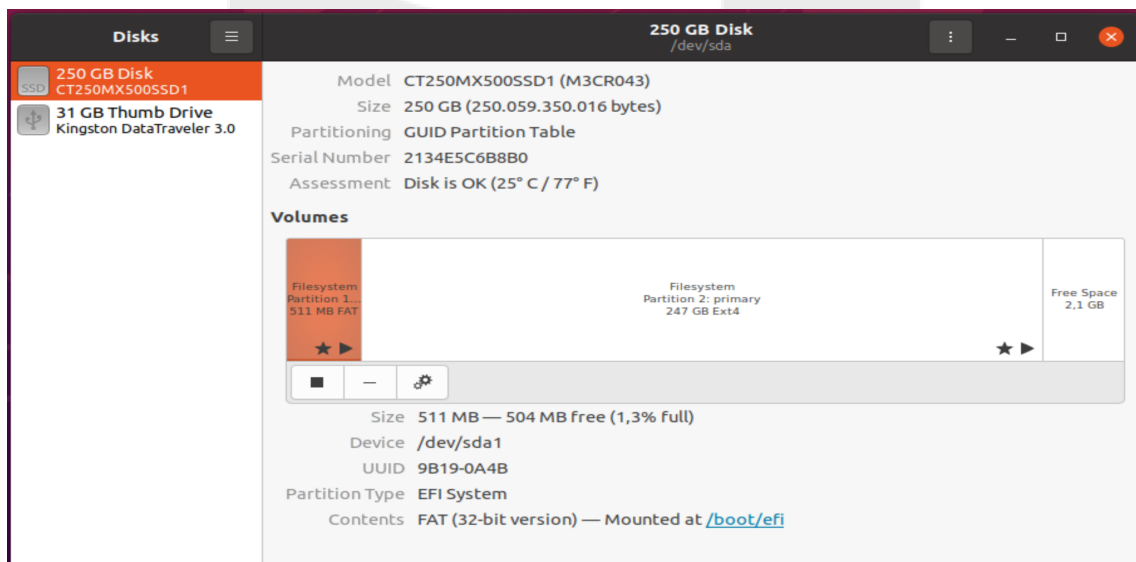 Disks
250 GB Disk
/dev/sda
SSD
250 GB Disk
CT250MX500SSD1
31 GB Thumb Drive
Kingston DataTraveler 3.0
Model CT250MX500SSD1 (M3CR043)
Size 250 GB (250.059.350.016 bytes)
Partitioning GUID Partition Table
Serial Number 2134E5C6B8B0
Assessment Disk is OK (25° C / 77° F)
Volumes
Filesystem
Partition 1...
511 MB FAT
Filesystem
Partition 2: primary
247 GB Ext4
Free Space
2,1 GB
Size 511 MB — 504 MB free (1,3% full)
Device /dev/sda1
UUID 9B19-0A4B
Partition Type EFI System
Contents FAT (32-bit version) — Mounted at /boot/efi